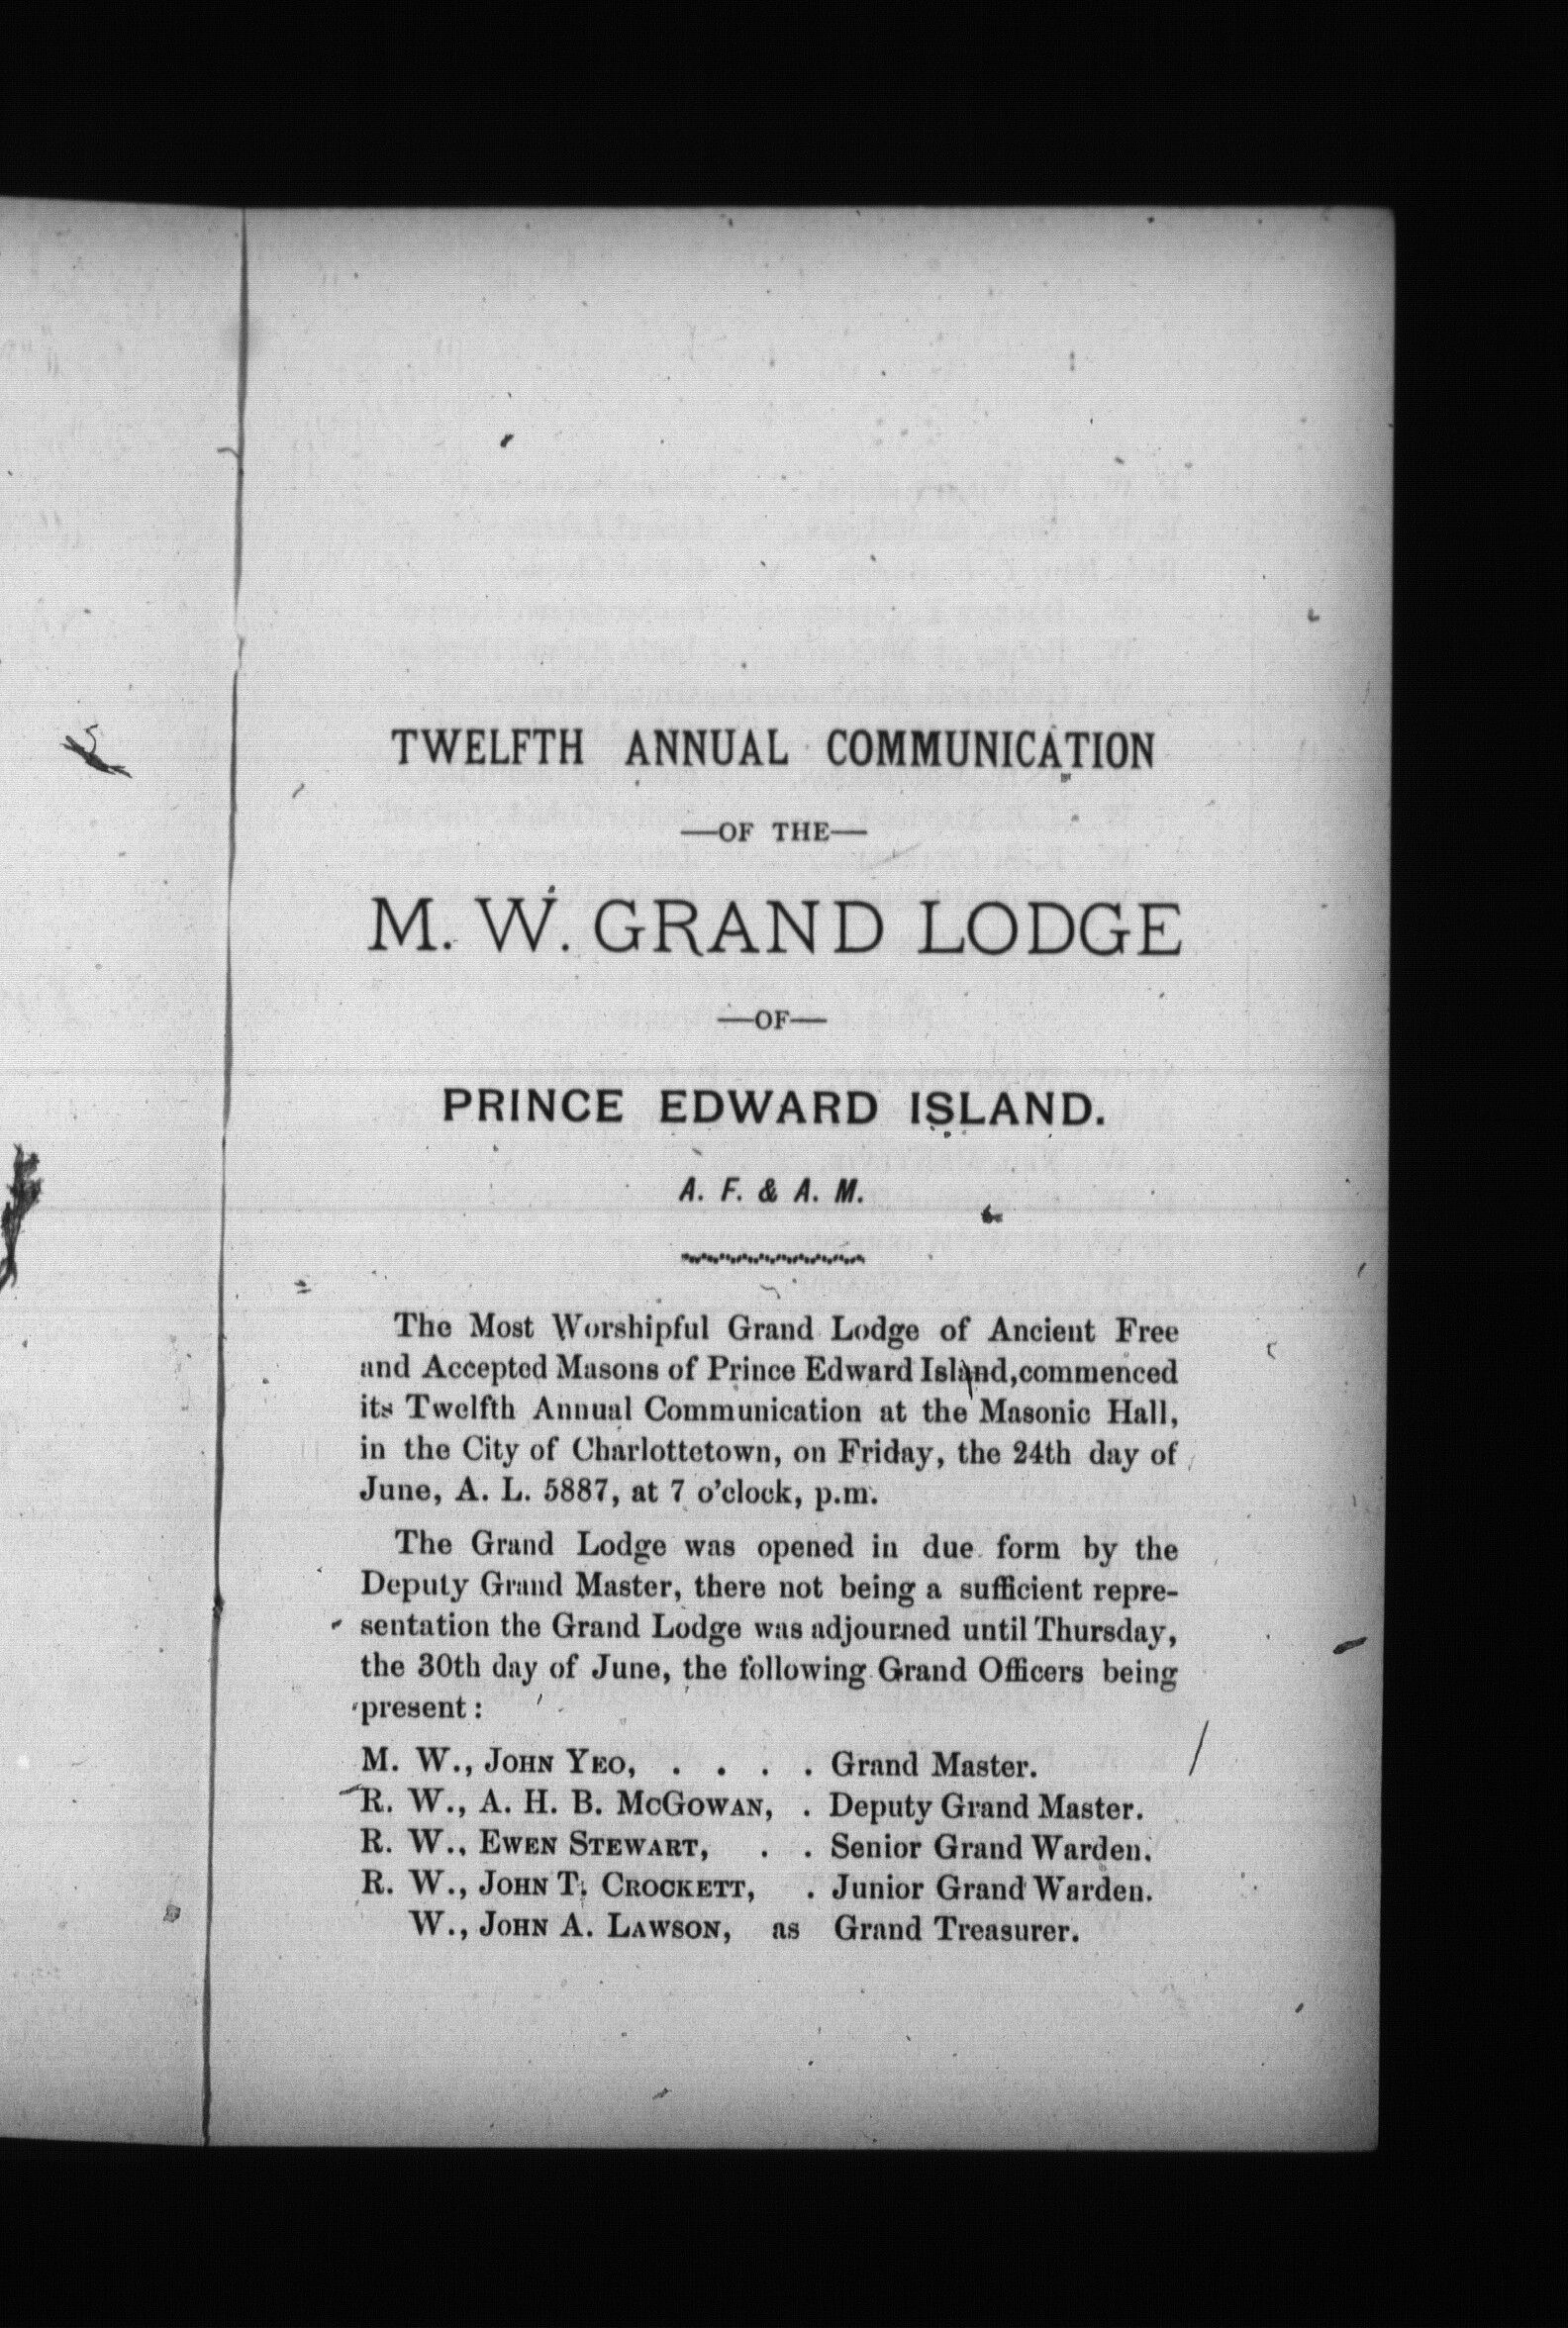 TWELFTH ANNUAL COMMUNICATION
—OF THE—
M. W. GRAND LODGE
—OF—
PRINCE EDWARD ISLAND.
A. F. & A. M.
The Most Worshipful Grand Lodge of Ancient Free
and Accepted Masons of Prince Edward Island,commenced
its Twelfth Annual Communication at the Masonic Hall,
in the City of Charlottetown, on Friday, the 24th day of
June, A. L. 5887, at 7 o'clock, p.m.
The Grand Lodge was opened in due form by the
Deputy Grand Master, there not being a sufficient repre-
sentation the Grand Lodge was adjourned until Thursday,
the 30th day of June, the following Grand Officers being
present:
M. W., JOHN YEO, . . . . Grand Master.
R. W., A. H. B. MCGOWAN, . Deputy Grand Master.
R. W., EWEN STEWART, . . Senior Grand Warden.
R. W., JOHN T. CROCKETT, . Junior Grand Warden.
W., JOHN A. LAWSON, as Grand Treasurer.